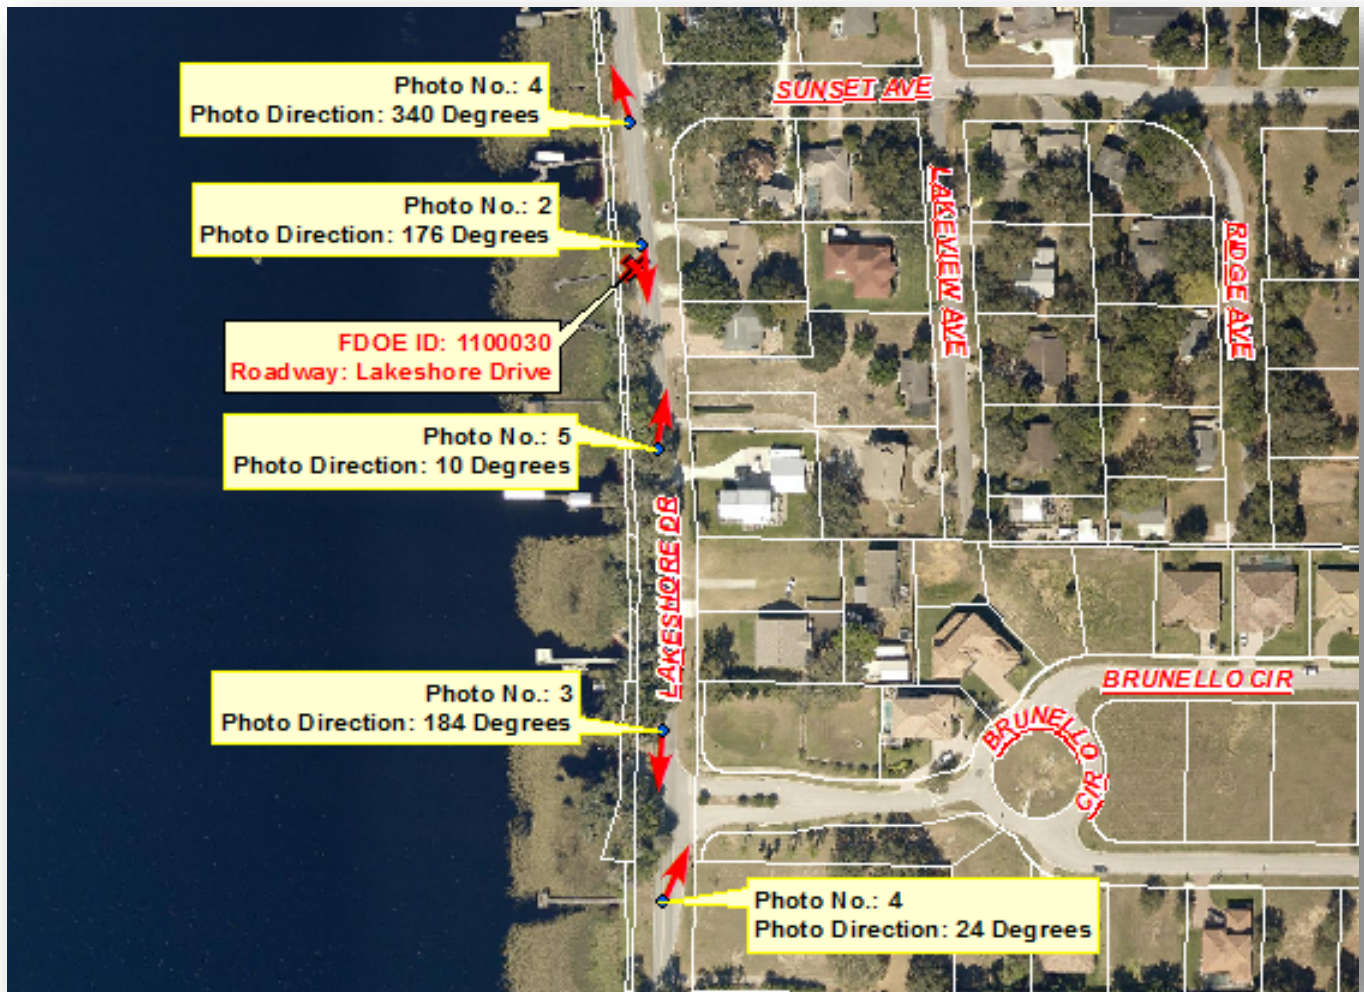 Photo No.: 4
Photo Direction: 340 Degrees
SUNSET AVE
Photo No.: 2
Photo Direction: 176 Degrees
LAKEVIEW AVE
RIDGE AVE
FDOE ID: 1100030
Roadway: Lakeshore Drive
Photo No.: 5
Photo Direction: 10 Degrees
LAKESHORE DR
Photo No.: 3
Photo Direction: 184 Degrees
BRUNELLO CIR
BRUNELLO CIR
Photo No.: 4
Photo Direction: 24 Degrees